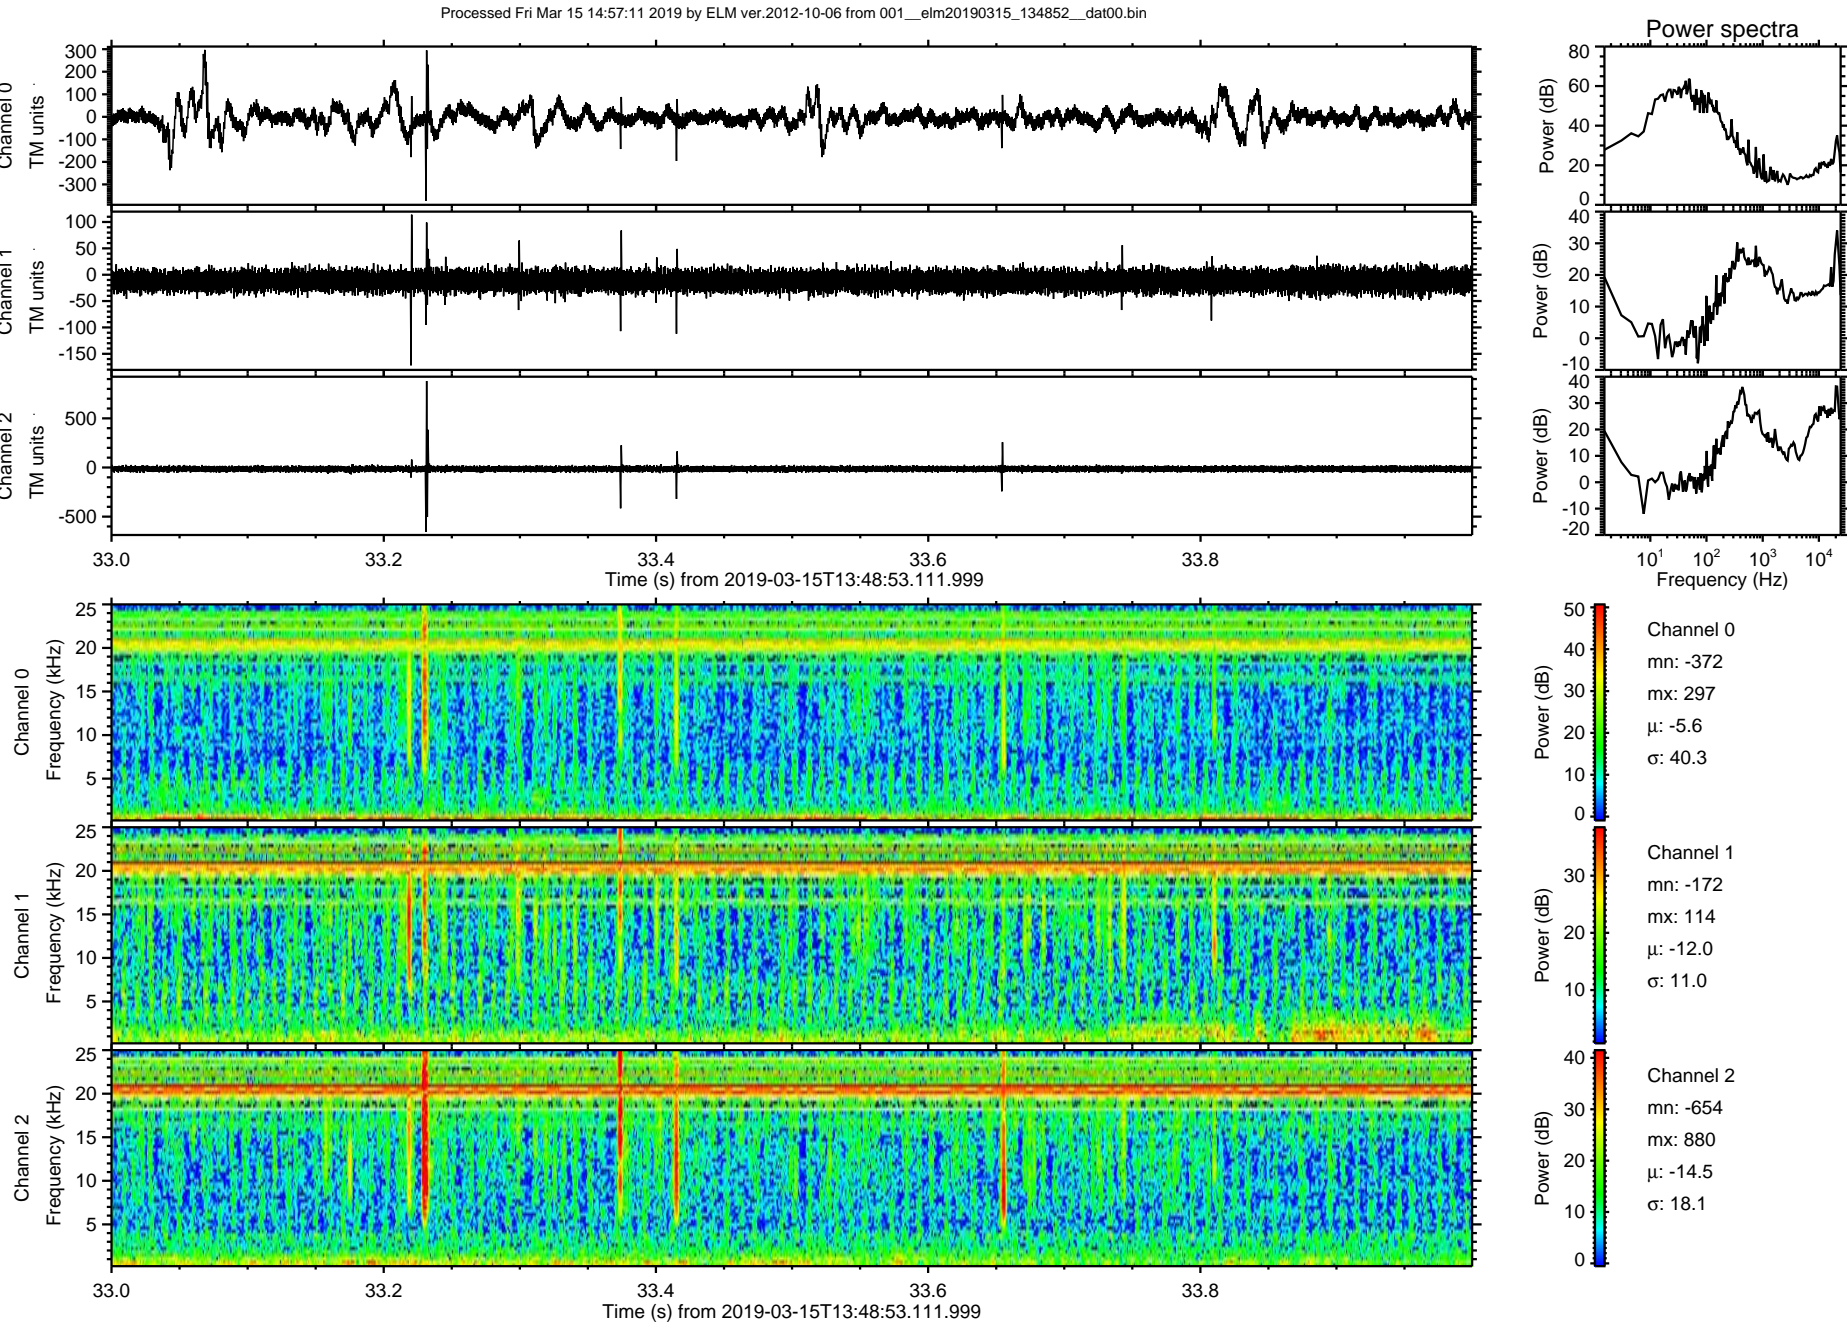 Processed Fri Mar 15 14:57:11 2019 by ELM ver.2012-10-06 from 001__elm20190315_134852__dat00.bin
Power spectra
Channel 0
TM units
300
200
100
0
-100
-200
-300
Power (dB)
80
60
40
20
0
Channel 1
TM units
100
50
0
-50
-100
-150
Power (dB)
40
30
20
10
0
-10
Channel 2
TM units
500
0
-500
Power (dB)
40
30
20
10
0
-10
-20
33.0 33.2 33.4 33.6 33.8
Time (s) from 2019-03-15T13:48:53.111.999
10¹ 10² 10³ 10⁴
Frequency (Hz)
Channel 0
Frequency (kHz)
25
20
15
10
5
Power (dB)
50
40
30
20
10
0
Channel 0
mn: -372
mx: 297
μ: -5.6
σ: 40.3
Channel 1
Frequency (kHz)
25
20
15
10
5
Power (dB)
30
20
10
Channel 1
mn: -172
mx: 114
μ: -12.0
σ: 11.0
Channel 2
Frequency (kHz)
25
20
15
10
5
Power (dB)
40
30
20
10
0
Channel 2
mn: -654
mx: 880
μ: -14.5
σ: 18.1
33.0 33.2 33.4 33.6 33.8
Time (s) from 2019-03-15T13:48:53.111.999